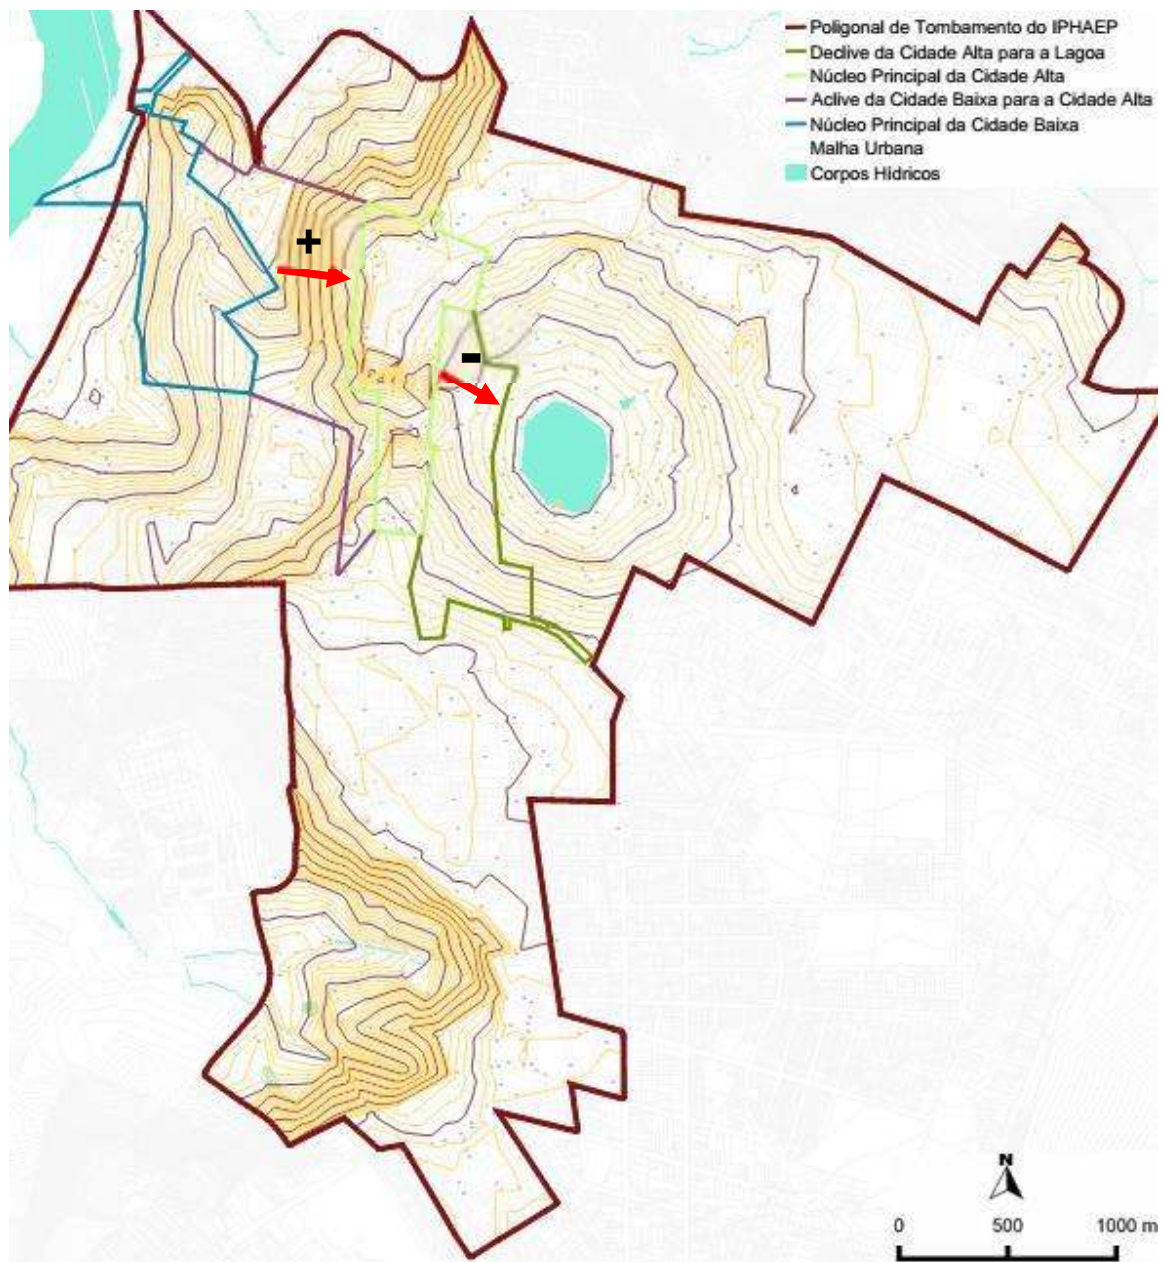 Poligonal de Tombamento do IPHAEP
Declive da Cidade Alta para a Lagoa
Núcleo Principal da Cidade Alta
Aclive da Cidade Baixa para a Cidade Alta
Núcleo Principal da Cidade Baixa
Malha Urbana
Corpos Hídricos
+
-
N
0 500 1000 m